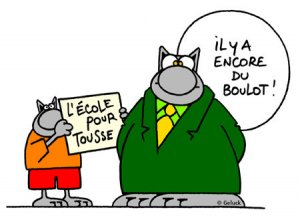 L'ÉCOLE
POUR
TOUSSE
iL Y A
ENCORE
DU
BOULOT !
© Geluck